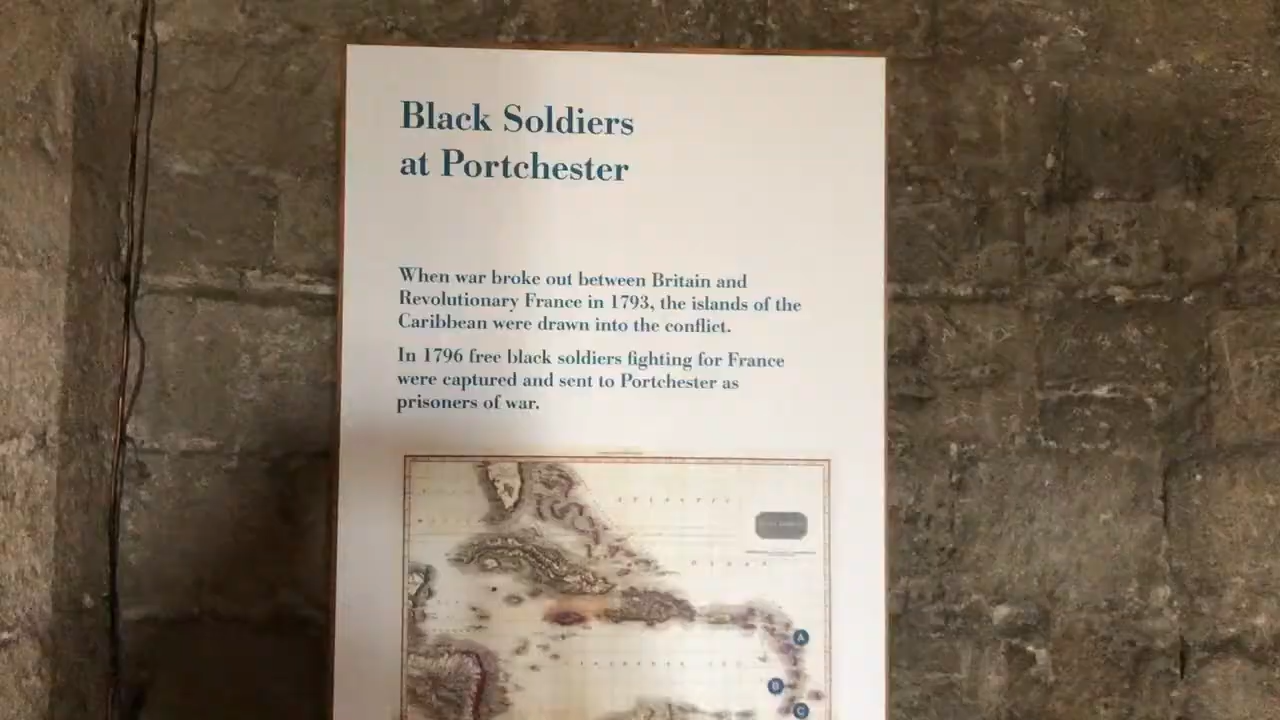 Black Soldiers
at Portchester
When war broke out between Britain and
Revolutionary France in 1793, the islands of the
Caribbean were drawn into the conflict.
In 1796 free black soldiers fighting for France
were captured and sent to Portchester as
prisoners of war.
ATLANTIC
OCEAN
A
B
C